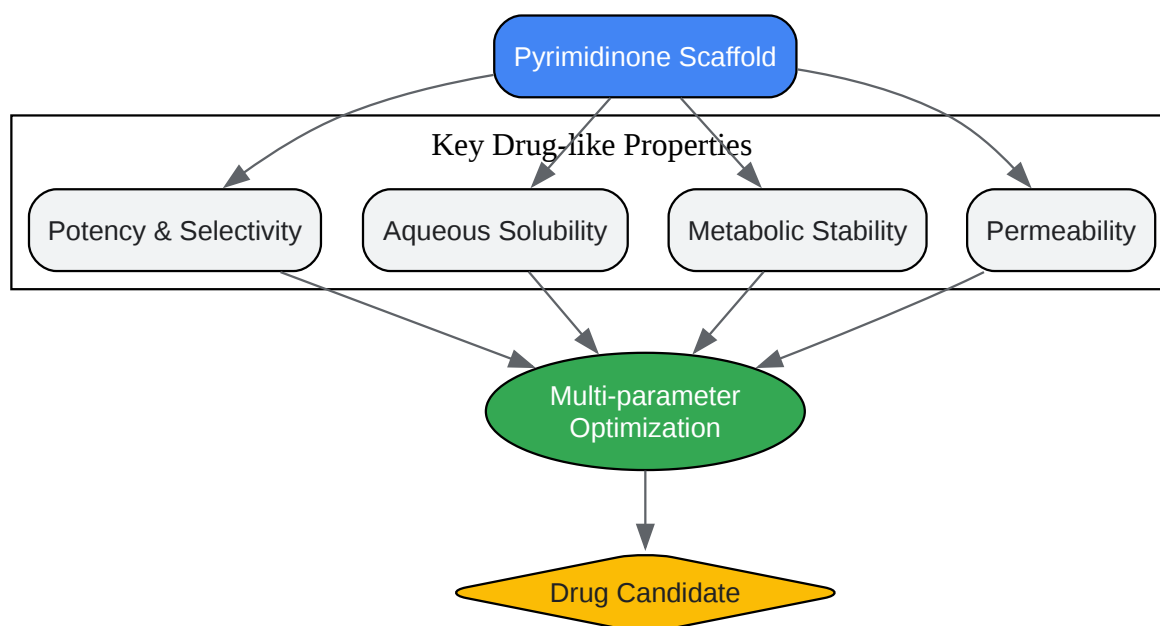 Pyrimidinone Scaffold
Key Drug-like Properties
Potency & Selectivity
Aqueous Solubility
Metabolic Stability
Permeability
Multi-parameter
Optimization
Drug Candidate